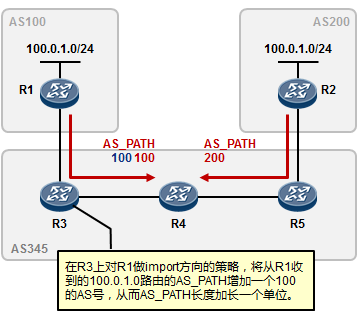 AS100
AS200
100.0.1.0/24
100.0.1.0/24
R1
R2
AS_PATH
100 100
AS_PATH
200
R3
R4
R5
AS345
在R3上对R1做import方向的策略，将从R1收
到的100.0.1.0路由的AS_PATH增加一个100
的AS号，从而AS_PATH长度加长一个单位。